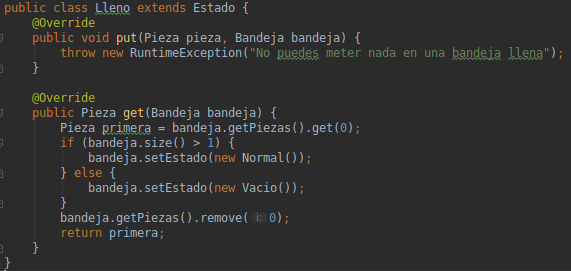 public class Lleno extends Estado {
    @Override
    public void put(Pieza pieza, Bandeja bandeja) {
        throw new RuntimeException("No puedes meter nada en una bandeja llena");
    }

    @Override
    public Pieza get(Bandeja bandeja) {
        Pieza primera = bandeja.getPiezas().get(0);
        if (bandeja.size() > 1) {
            bandeja.setEstado(new Normal());
        } else {
            bandeja.setEstado(new Vacio());
        }
        bandeja.getPiezas().remove( i: 0);
        return primera;
    }
}